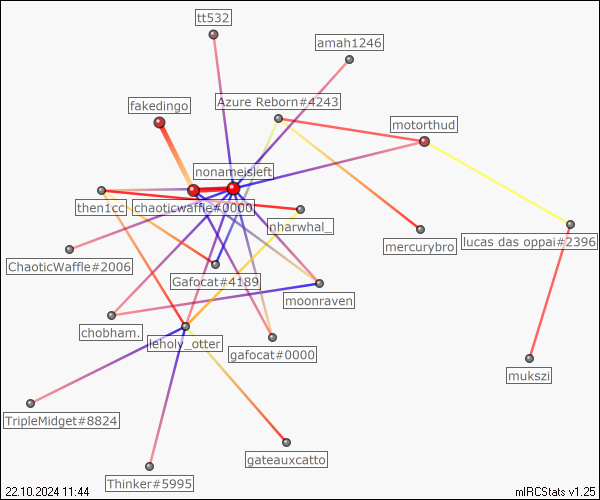 tt532
amah1246
fakedingo
Azure Reborn#4243
motorthud
nonameisleft
then1cci
chaoticwaffle#0000
inharwhal_
mercurybro
lucas das oppai#2396
ChaoticWaffle#2006
Gafocat#4189
moonraven
chobham.
leholy_otter
gafocat#0000
mukszi
TripleMidget#8824
gateauxcatto
Thinker#5995
22.10.2024 11:44
mIRCStats v1.25